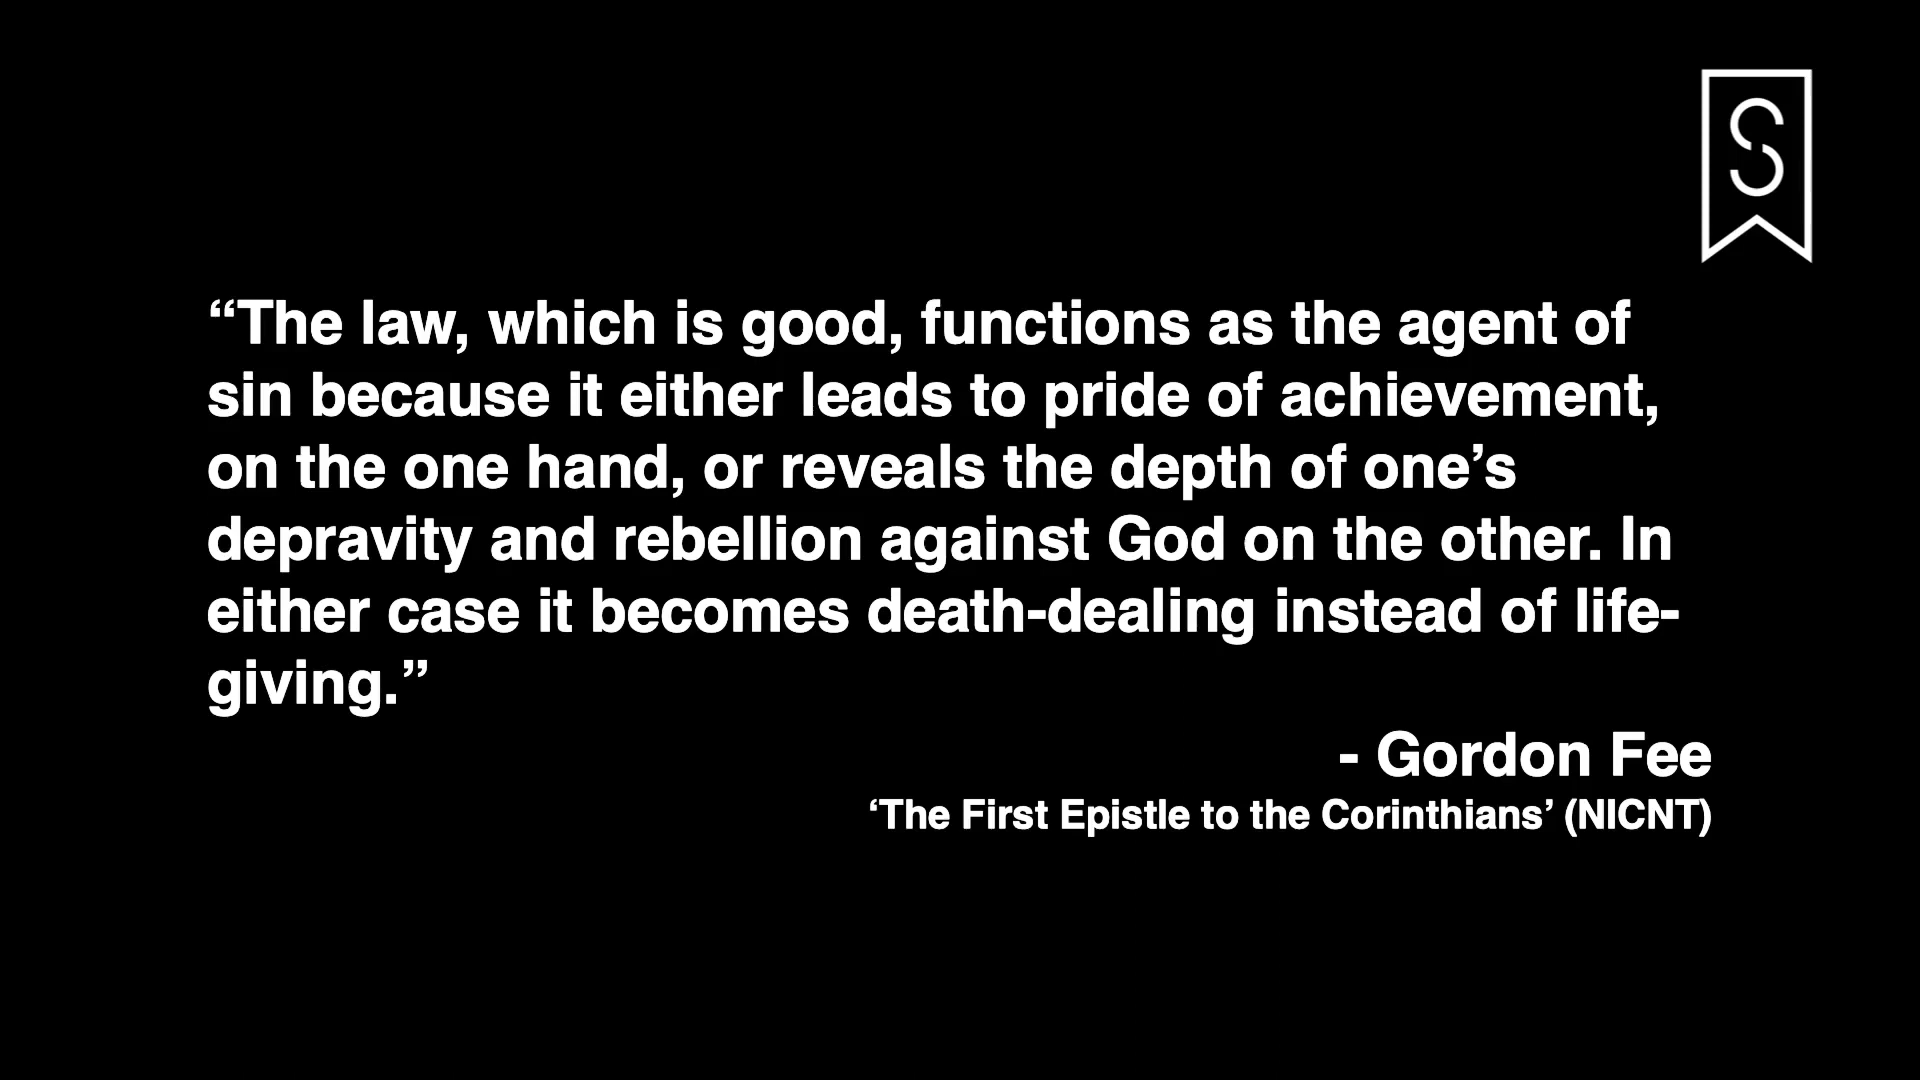 S
“The law, which is good, functions as the agent of
sin because it either leads to pride of achievement,
on the one hand, or reveals the depth of one’s
depravity and rebellion against God on the other. In
either case it becomes death-dealing instead of life-
giving.”
- Gordon Fee
‘The First Epistle to the Corinthians’ (NICNT)